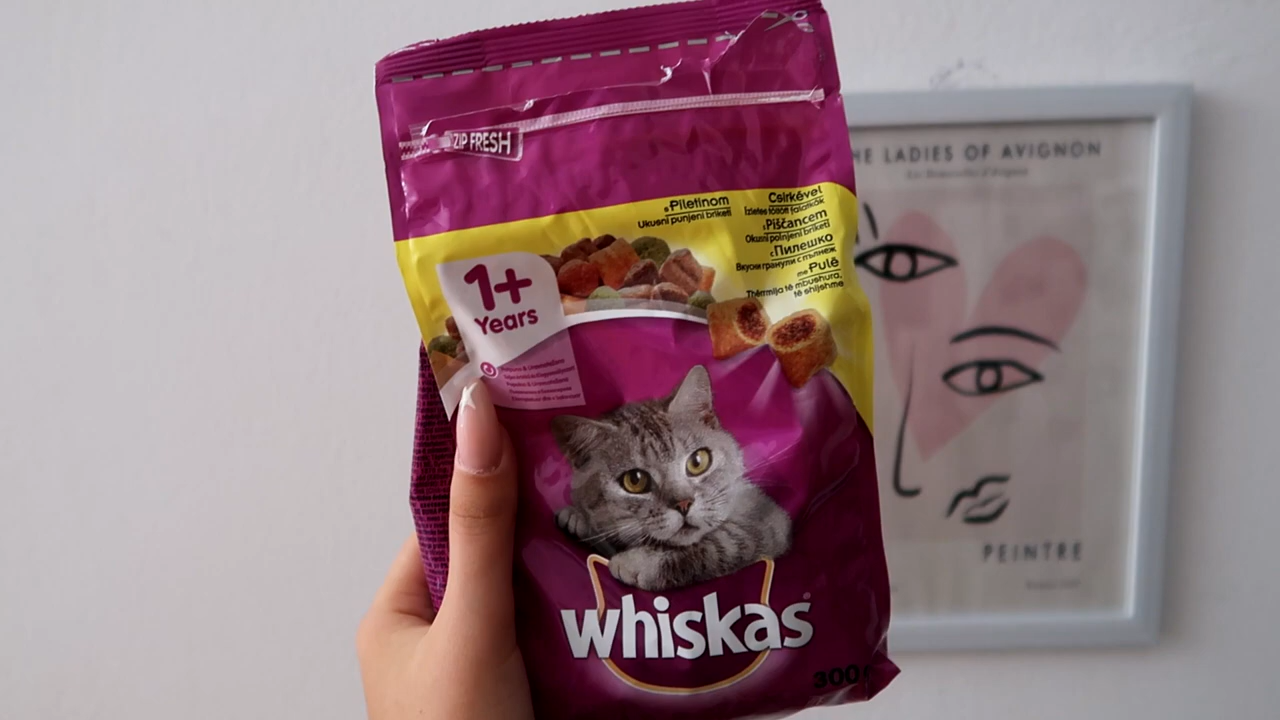 ZIP FRESH
s Piletinom
Ukusni punjeni briketi
Csirkével
Ízletes töltött falatkák
s Piščancem
Okusni polnjeni briketi
с Пилешко
Вкусни гранули с пълнеж
me Pulë
Thërmija të mbushura,
të shijshme
1+
Years
whiskas
300
HE LADIES OF AVIGNON
PEINTRE